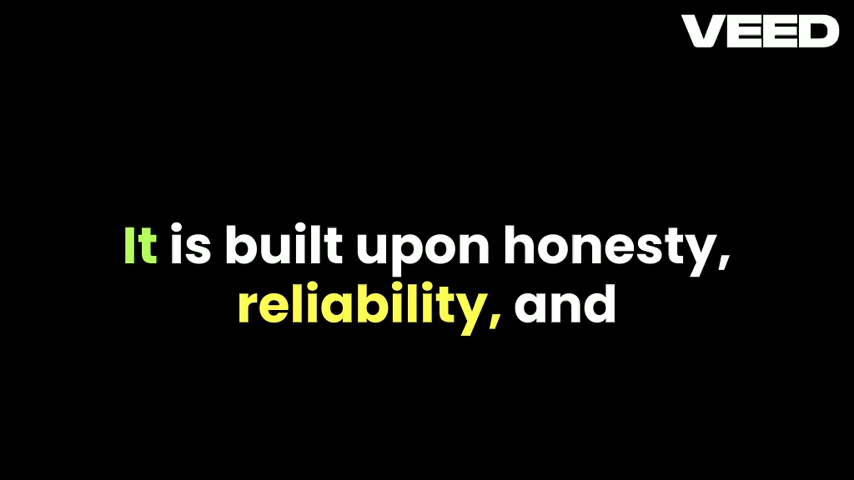 VEED
It is built upon honesty,
reliability, and